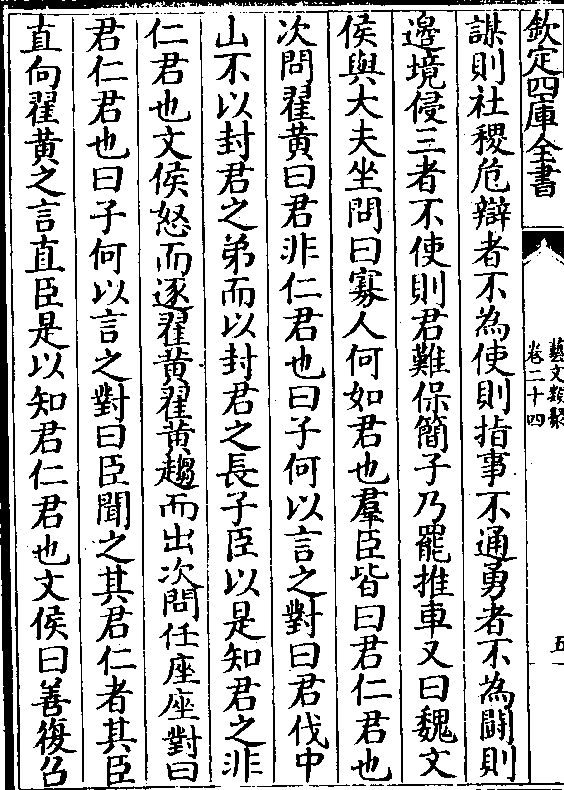 欽定四庫全書
藝文類聚
卷二十四
五
謀則社稷危辯者不為使則指事不通勇者不為鬪則
邊境侵三者不使則君難保簡子乃罷推車又曰魏文
侯與大夫坐問曰寡人何如君也羣臣皆曰君仁君也
次問翟黄曰君非仁君也曰子何以言之對曰君伐中
山不以封君之弟而以封君之長子臣以是知君之非
仁君也文侯怒而逐翟黄翟黄趨而出次問任座座對曰
君仁君也曰子何以言之對曰臣聞之其君仁者其臣
直向翟黄之言直臣是以知君仁君也文侯曰善復召